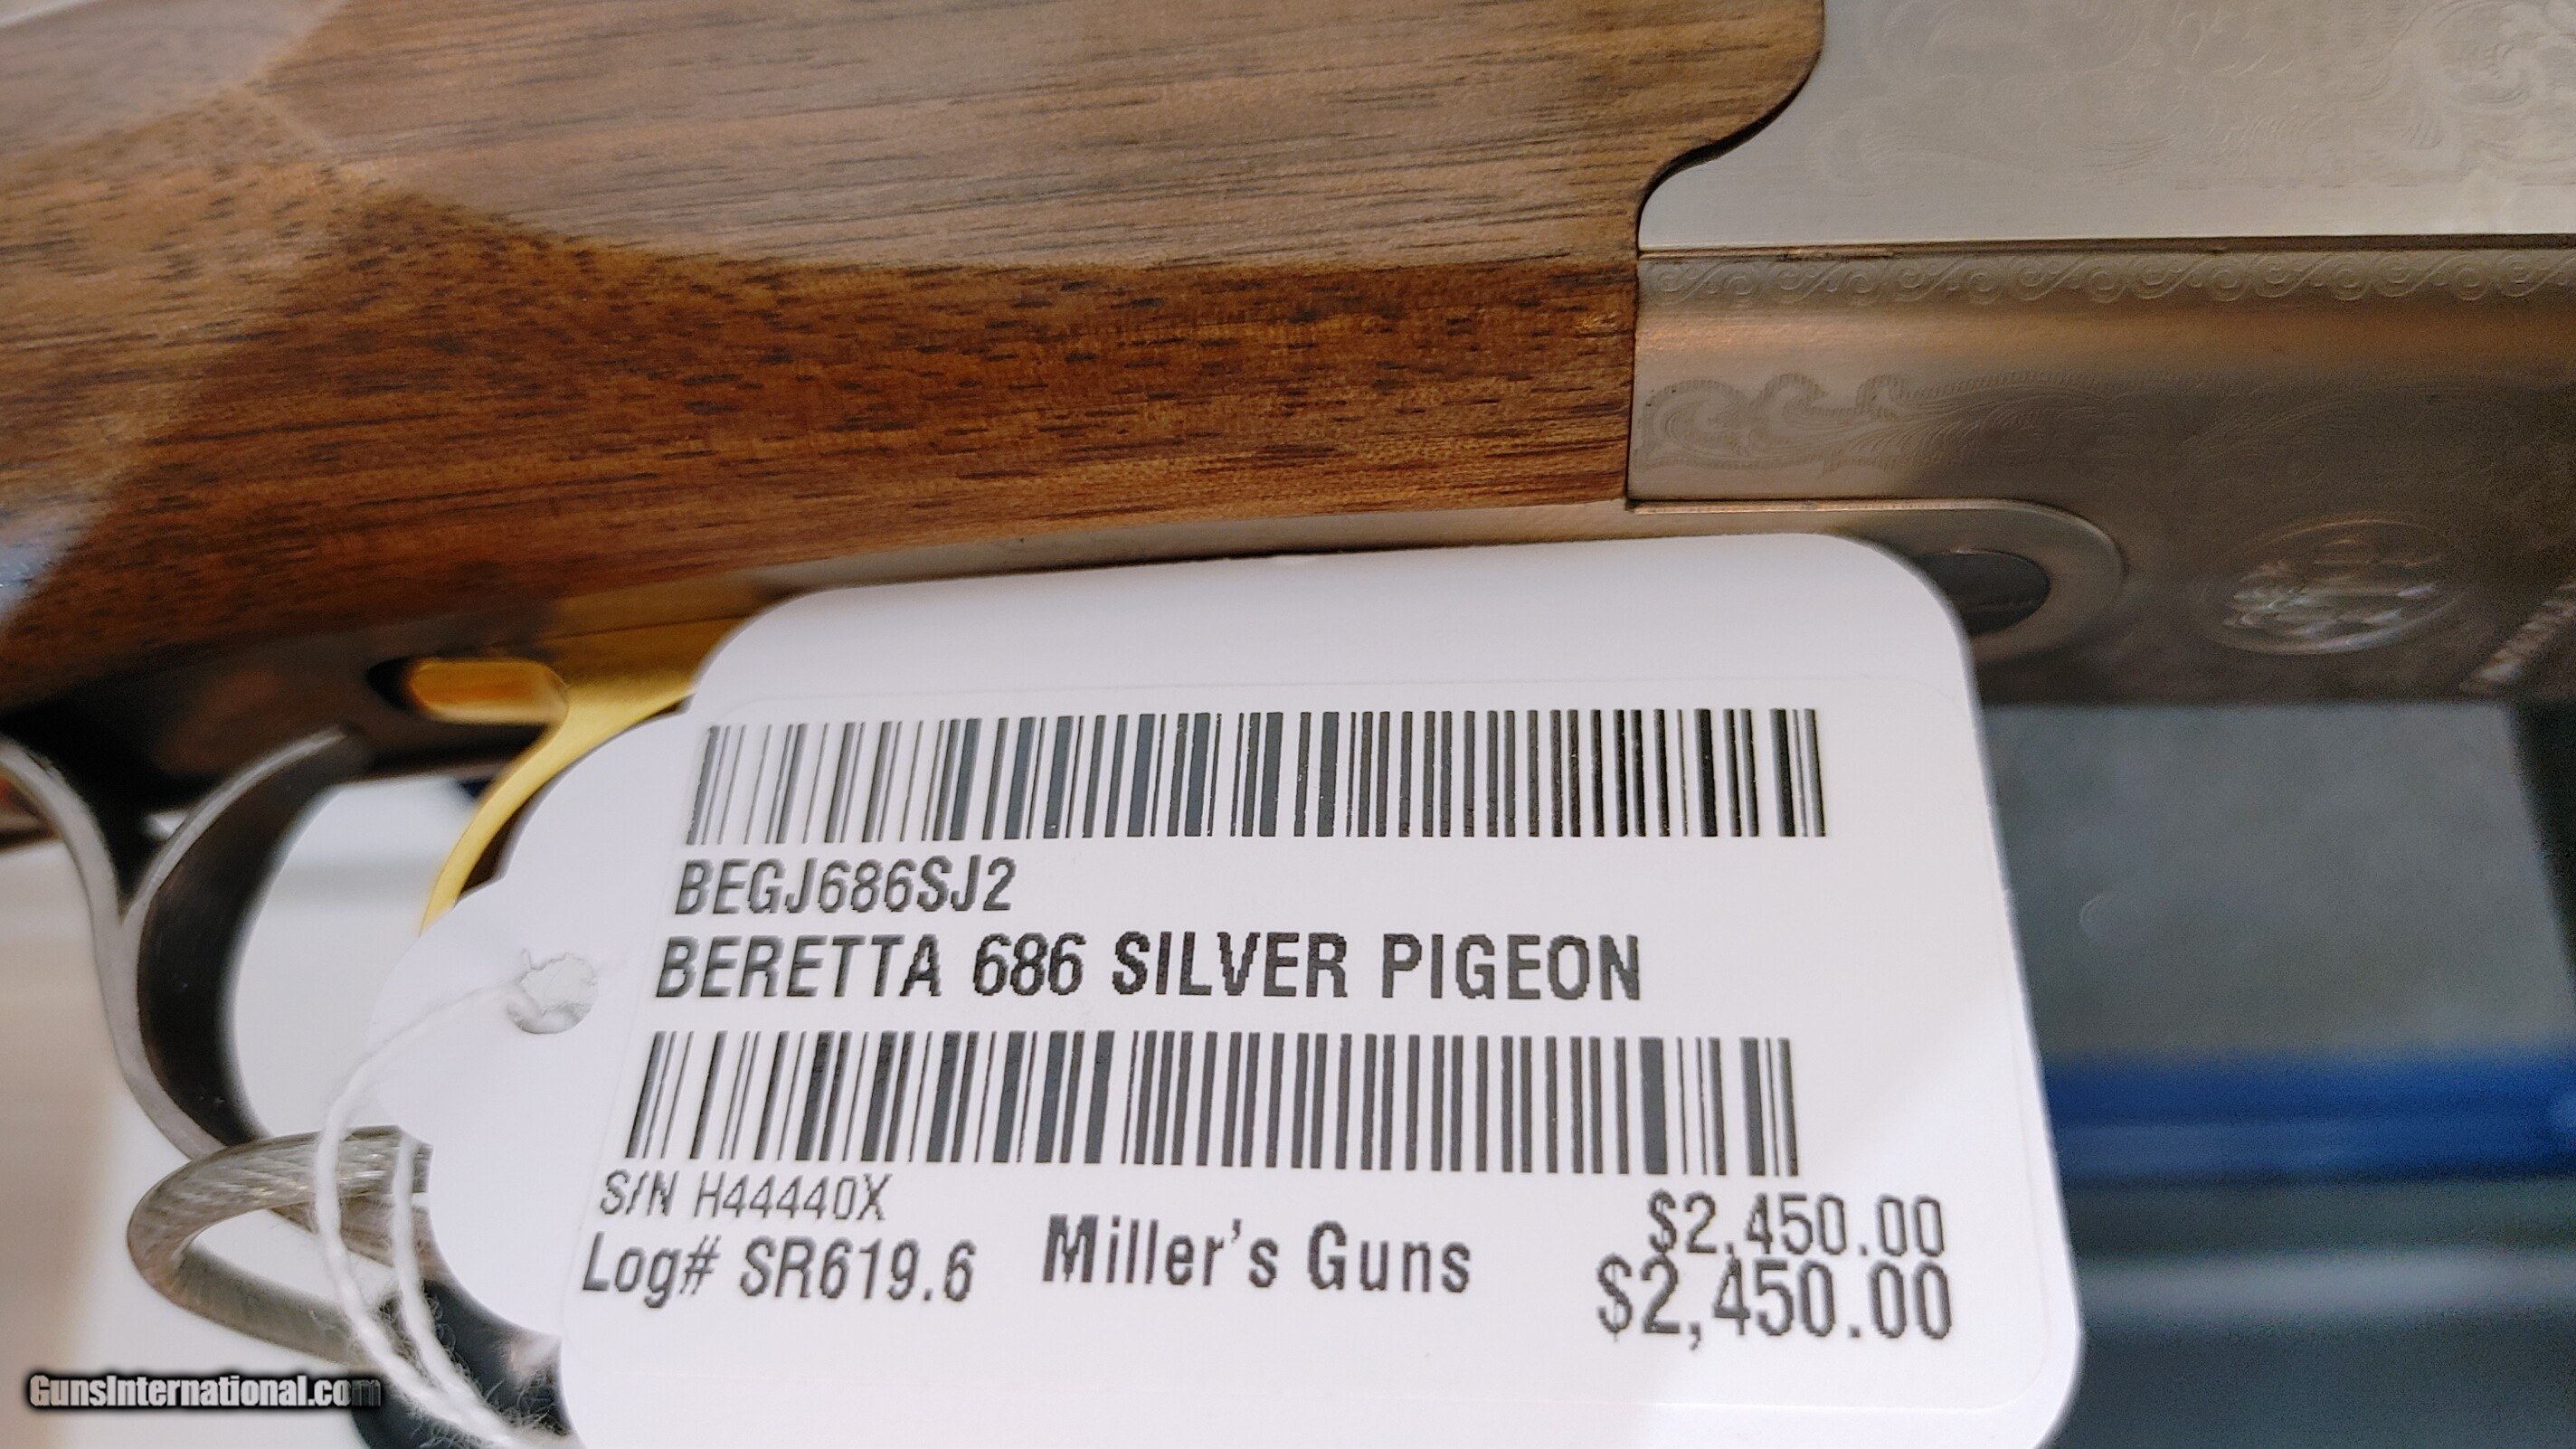 BEGJ686SJ2
BERETTA 686 SILVER PIGEON
S/N H44440X
$2,450.00
Log# SR619.6
Miller's Guns
$2,450.00
GunsInternational.com